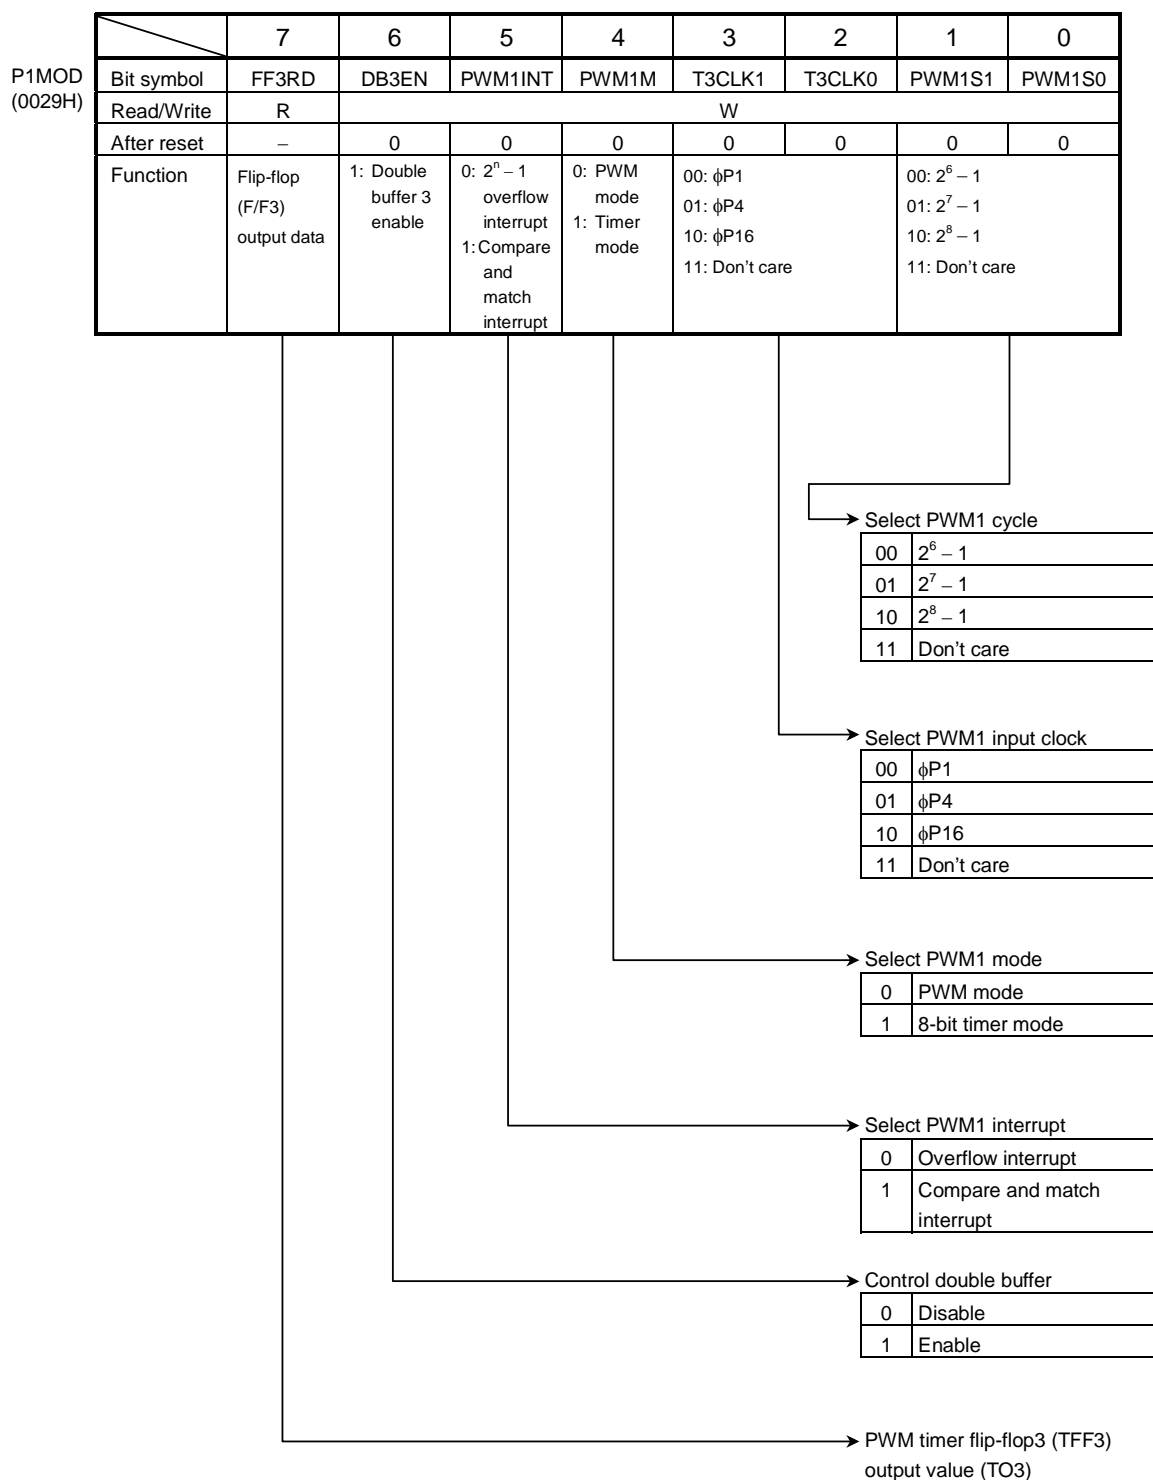 7 6 5 4 3 2 1 0
P1MOD
(0029H)
Bit symbol FF3RD DB3EN PWM1INT PWM1M T3CLK1 T3CLK0 PWM1S1 PWM1S0
Read/Write R W
After reset – 0 0 0 0 0 0 0
Function
Flip-flop
(F/F3)
output data
1: Double
buffer 3
enable
0: 2ⁿ – 1
overflow
interrupt
1: Compare
and
match
interrupt
0: PWM
mode
1: Timer
mode
00: ϕP1
01: ϕP4
10: ϕP16
11: Don't care
00: 2⁶ – 1
01: 2⁷ – 1
10: 2⁸ – 1
11: Don't care
Select PWM1 cycle
00 2⁶ – 1
01 2⁷ – 1
10 2⁸ – 1
11 Don't care
Select PWM1 input clock
00 ϕP1
01 ϕP4
10 ϕP16
11 Don't care
Select PWM1 mode
0 PWM mode
1 8-bit timer mode
Select PWM1 interrupt
0 Overflow interrupt
1 Compare and match
interrupt
Control double buffer
0 Disable
1 Enable
PWM timer flip-flop3 (TFF3)
output value (TO3)